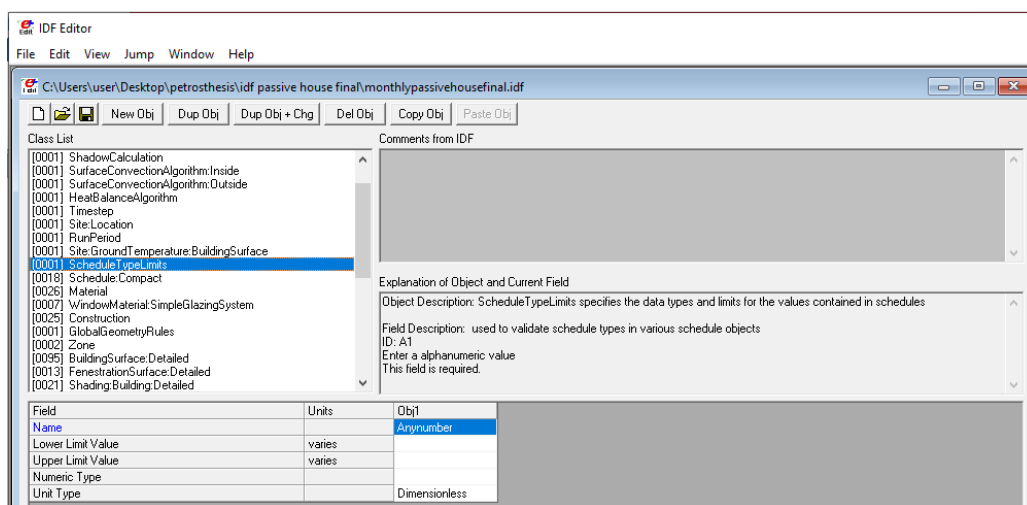 IDF Editor
File Edit View Jump Window Help
C:\Users\user\Desktop\petrosthesis\idf passive house final\monthlypassivehousefinal.idf
New Obj Dup Obj Dup Obj + Chg Del Obj Copy Obj Paste Obj
Class List
[0001] ShadowCalculation
[0001] SurfaceConvectionAlgorithm:Inside
[0001] SurfaceConvectionAlgorithm:Outside
[0001] HeatBalanceAlgorithm
[0001] Timestep
[0001] Site:Location
[0001] RunPeriod
[0001] Site:GroundTemperature:BuildingSurface
[0001] ScheduleTypeLimits
[0018] Schedule:Compact
[0026] Material
[0007] WindowMaterial:SimpleGlazingSystem
[0025] Construction
[0001] GlobalGeometryRules
[0002] Zone
[0095] BuildingSurface:Detailed
[0013] FenestrationSurface:Detailed
[0021] Shading:Building:Detailed
Comments from IDF
Explanation of Object and Current Field
Object Description: ScheduleTypeLimits specifies the data types and limits for the values contained in schedules
Field Description: used to validate schedule types in various schedule objects
ID: A1
Enter a alphanumeric value
This field is required.
Field Units Obj1
Name Anynumber
Lower Limit Value varies
Upper Limit Value varies
Numeric Type
Unit Type Dimensionless